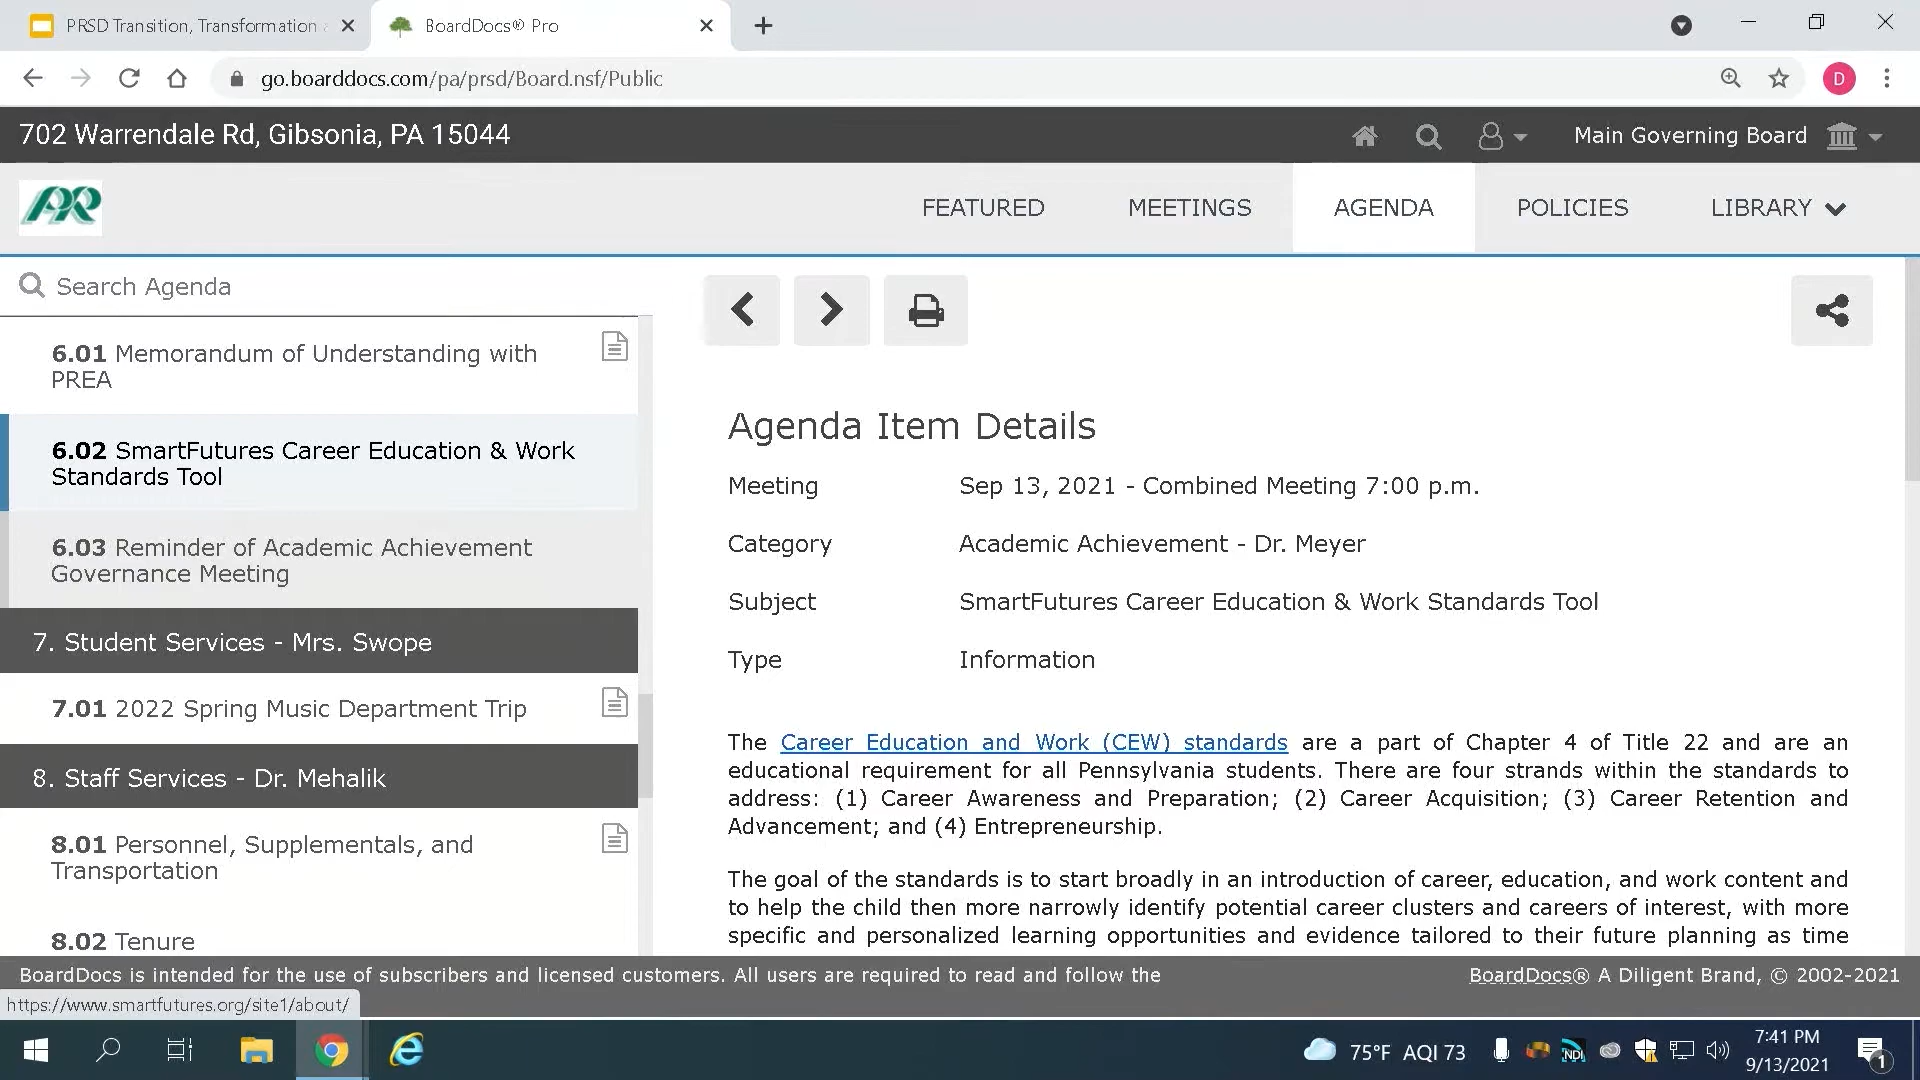 PRSD Transition, Transformation
BoardDocs® Pro
go.boarddocs.com/pa/prsd/Board.nsf/Public
D
702 Warrendale Rd, Gibsonia, PA 15044
Main Governing Board
PR
FEATURED
MEETINGS
AGENDA
POLICIES
LIBRARY
Search Agenda
6.01 Memorandum of Understanding with
PREA
6.02 SmartFutures Career Education & Work
Standards Tool
6.03 Reminder of Academic Achievement
Governance Meeting
7. Student Services - Mrs. Swope
7.01 2022 Spring Music Department Trip
8. Staff Services - Dr. Mehalik
8.01 Personnel, Supplementals, and
Transportation
8.02 Tenure
Agenda Item Details
Meeting Sep 13, 2021 - Combined Meeting 7:00 p.m.
Category Academic Achievement - Dr. Meyer
Subject SmartFutures Career Education & Work Standards Tool
Type Information
The Career Education and Work (CEW) standards are a part of Chapter 4 of Title 22 and are an
educational requirement for all Pennsylvania students. There are four strands within the standards to
address: (1) Career Awareness and Preparation; (2) Career Acquisition; (3) Career Retention and
Advancement; and (4) Entrepreneurship.
The goal of the standards is to start broadly in an introduction of career, education, and work content and
to help the child then more narrowly identify potential career clusters and careers of interest, with more
specific and personalized learning opportunities and evidence tailored to their future planning as time
BoardDocs is intended for the use of subscribers and licensed customers. All users are required to read and follow the
BoardDocs® A Diligent Brand, © 2002-2021
https://www.smartfutures.org/site1/about/
75°F AQI 73
NDI
7:41 PM
9/13/2021
1